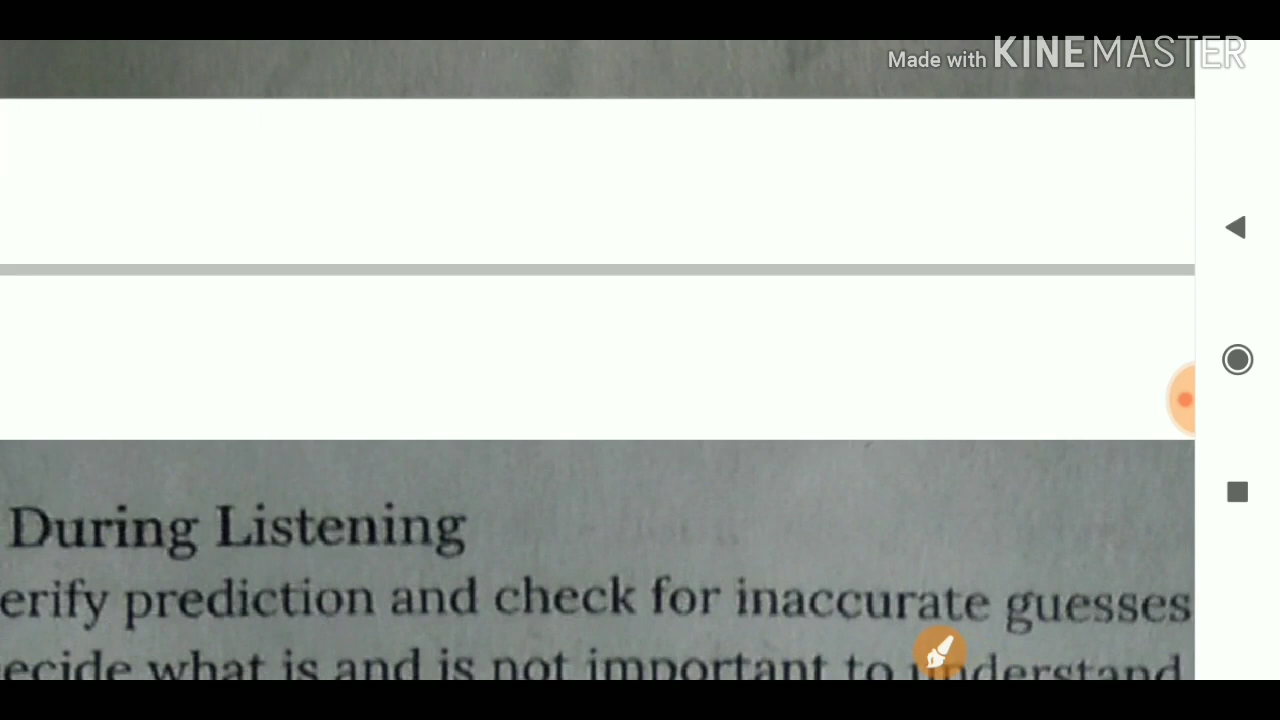 Made with KINEMASTER
During Listening
erify prediction and check for inaccurate guesses
ecide what is and is not important to understand